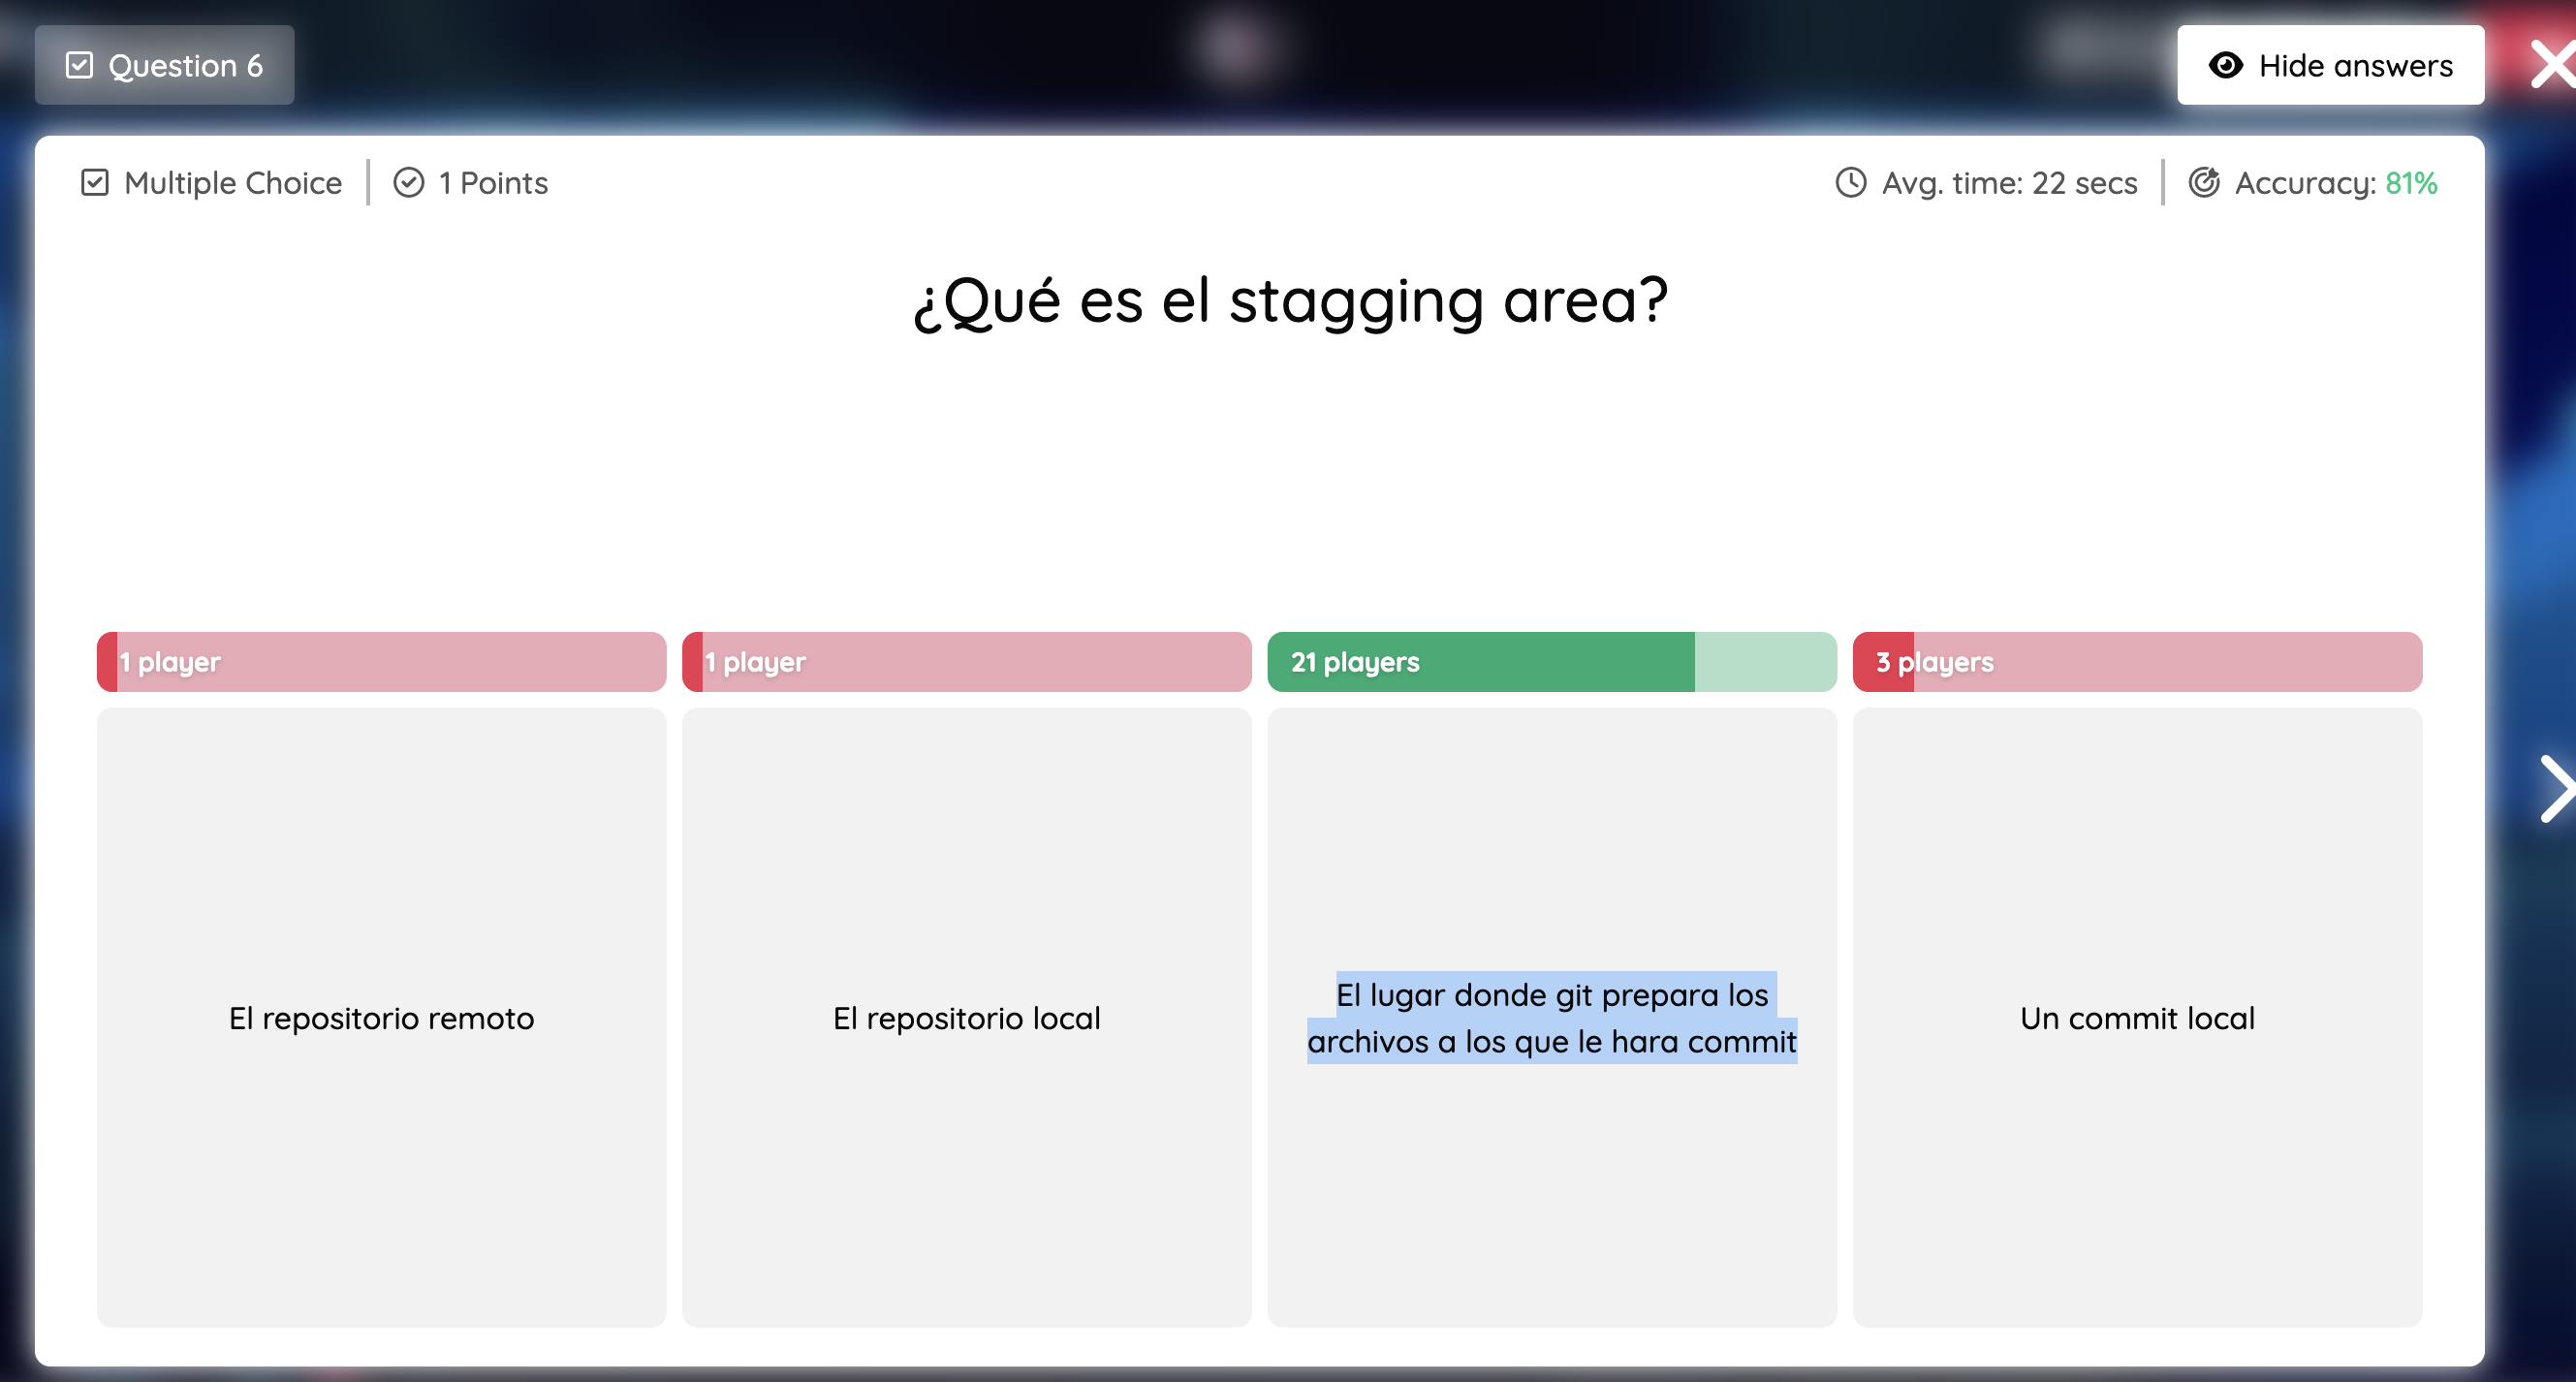 Question 6
Hide answers
Multiple Choice
1 Points
Avg. time: 22 secs
Accuracy: 81%
¿Qué es el stagging area?
1 player
1 player
21 players
3 players
El repositorio remoto
El repositorio local
El lugar donde git prepara los
archivos a los que le hara commit
Un commit local